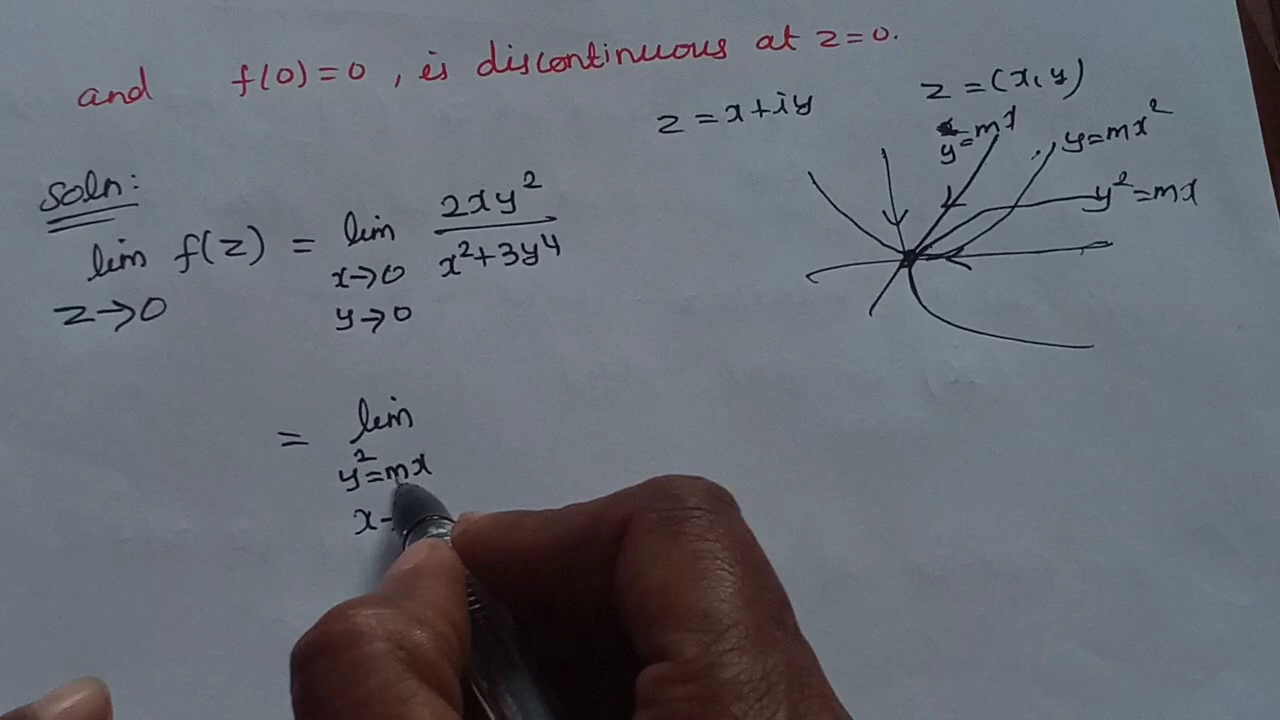 and f(0)=0, is discontinuous at z=0.
z=x+iy
z=(x, y)
y=mx
y=mx²
y²=mx
Soln:
lim f(z) = lim 2xy²
z→0 x→0 x²+3y⁴
y→0
= lim
y²=mx
x-